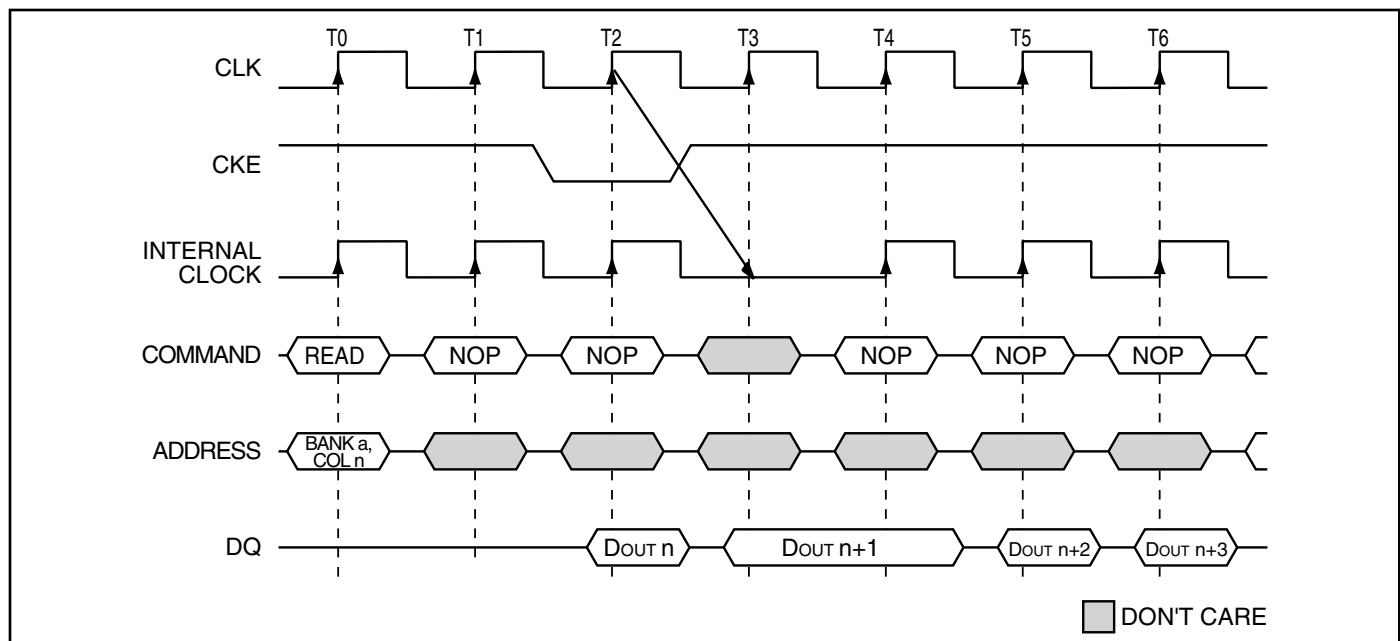 T0 T1 T2 T3 T4 T5 T6
CLK
CKE
INTERNAL
CLOCK
COMMAND READ NOP NOP NOP NOP NOP
ADDRESS BANK a,
COL n
DQ DOUT n DOUT n+1 DOUT n+2 DOUT n+3
DON'T CARE